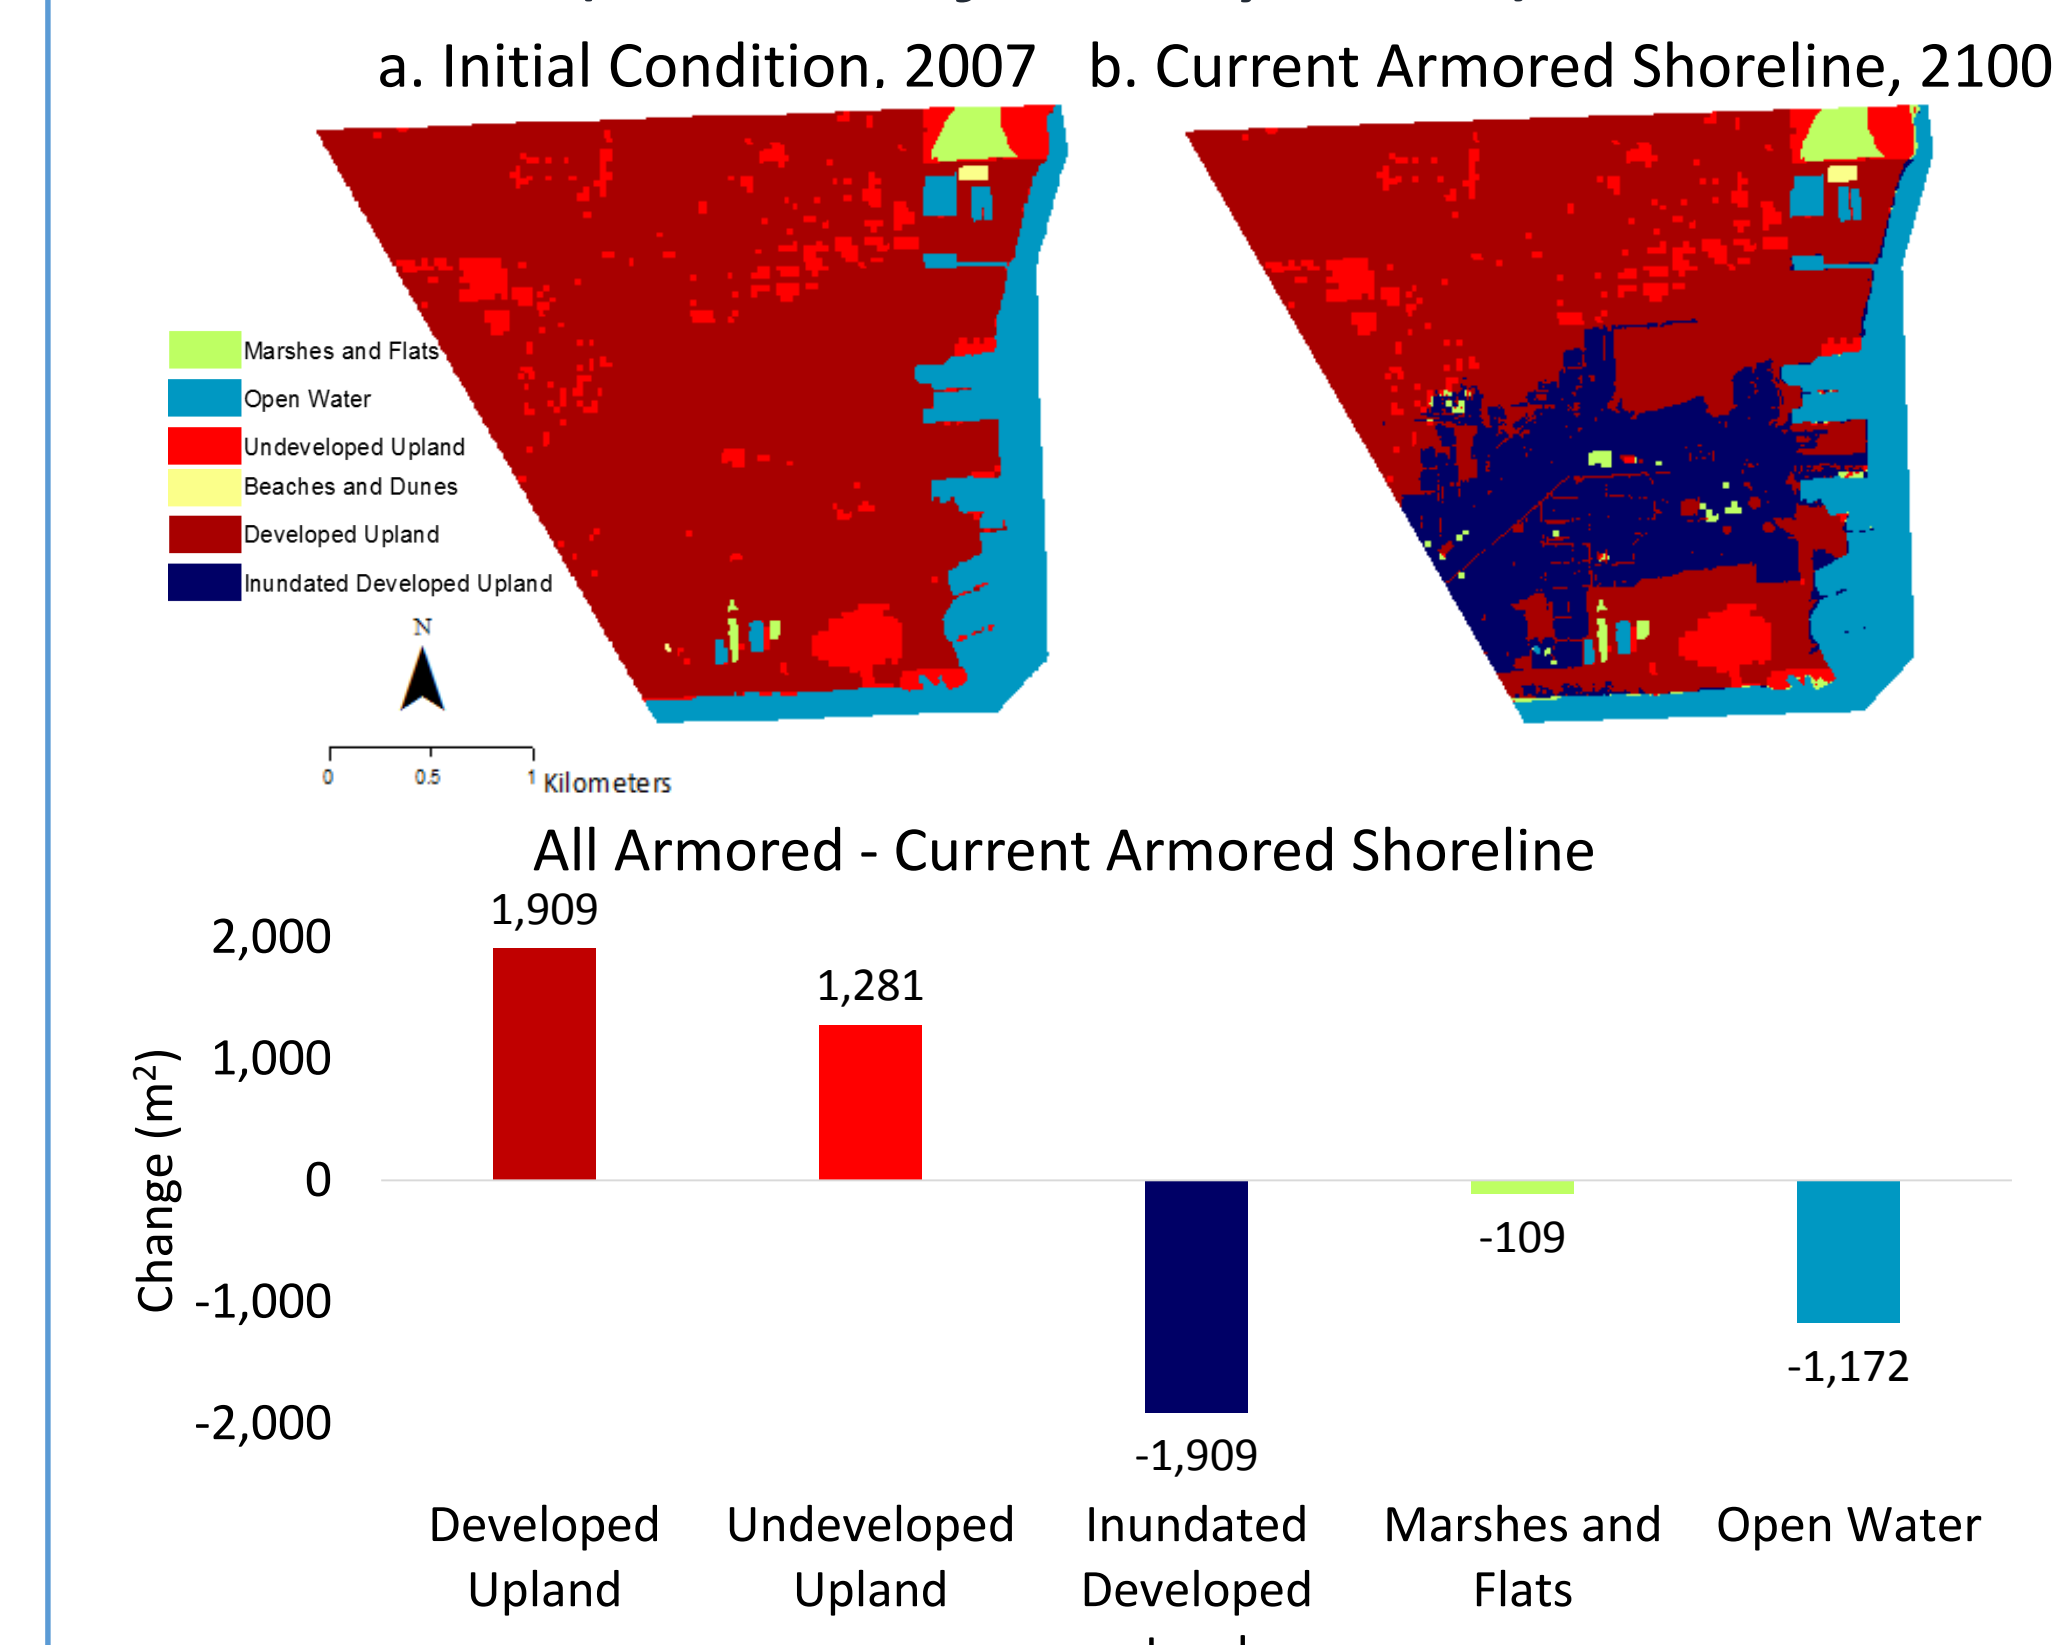 a. Initial Condition, 2007
b. Current Armored Shoreline, 2100
Marshes and Flats
Open Water
Undeveloped Upland
Beaches and Dunes
Developed Upland
Inundated Developed Upland
N
0 0.5 1 Kilometers
All Armored - Current Armored Shoreline
Change (m²)
2,000
1,000
0
-1,000
-2,000
1,909
1,281
-1,909
-109
-1,172
Developed
Upland
Undeveloped
Upland
Inundated
Developed
Marshes and
Flats
Open Water